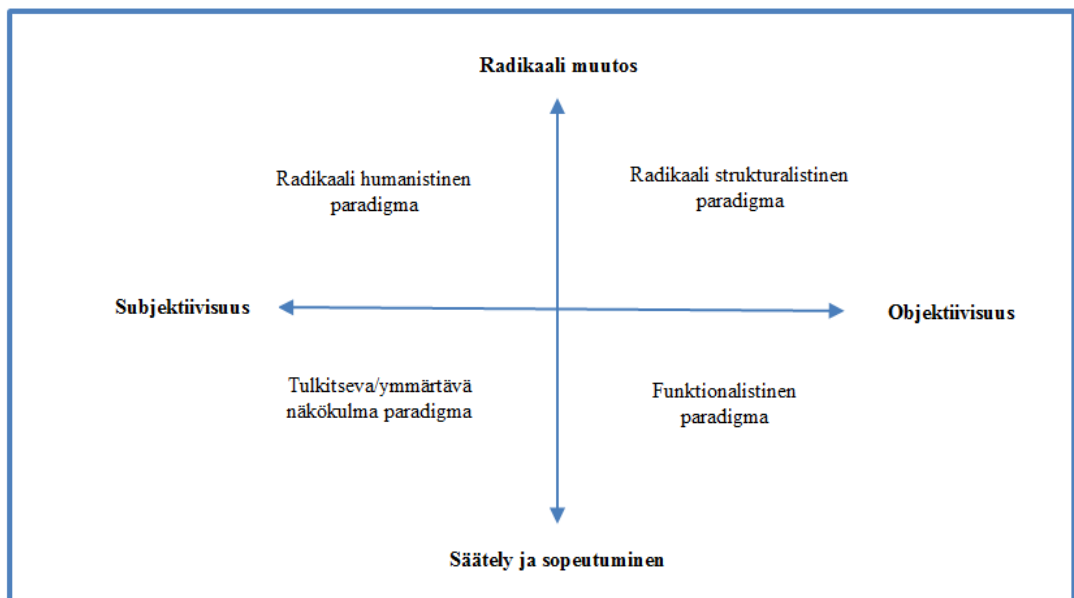 Radikaali muutos
Radikaali humanistinen
paradigma
Radikaali strukturalistinen
paradigma
Subjektiivisuus
Objektiivisuus
Tulkitseva/ymmärtävä
näkökulma paradigma
Funktionalistinen
paradigma
Säätely ja sopeutuminen